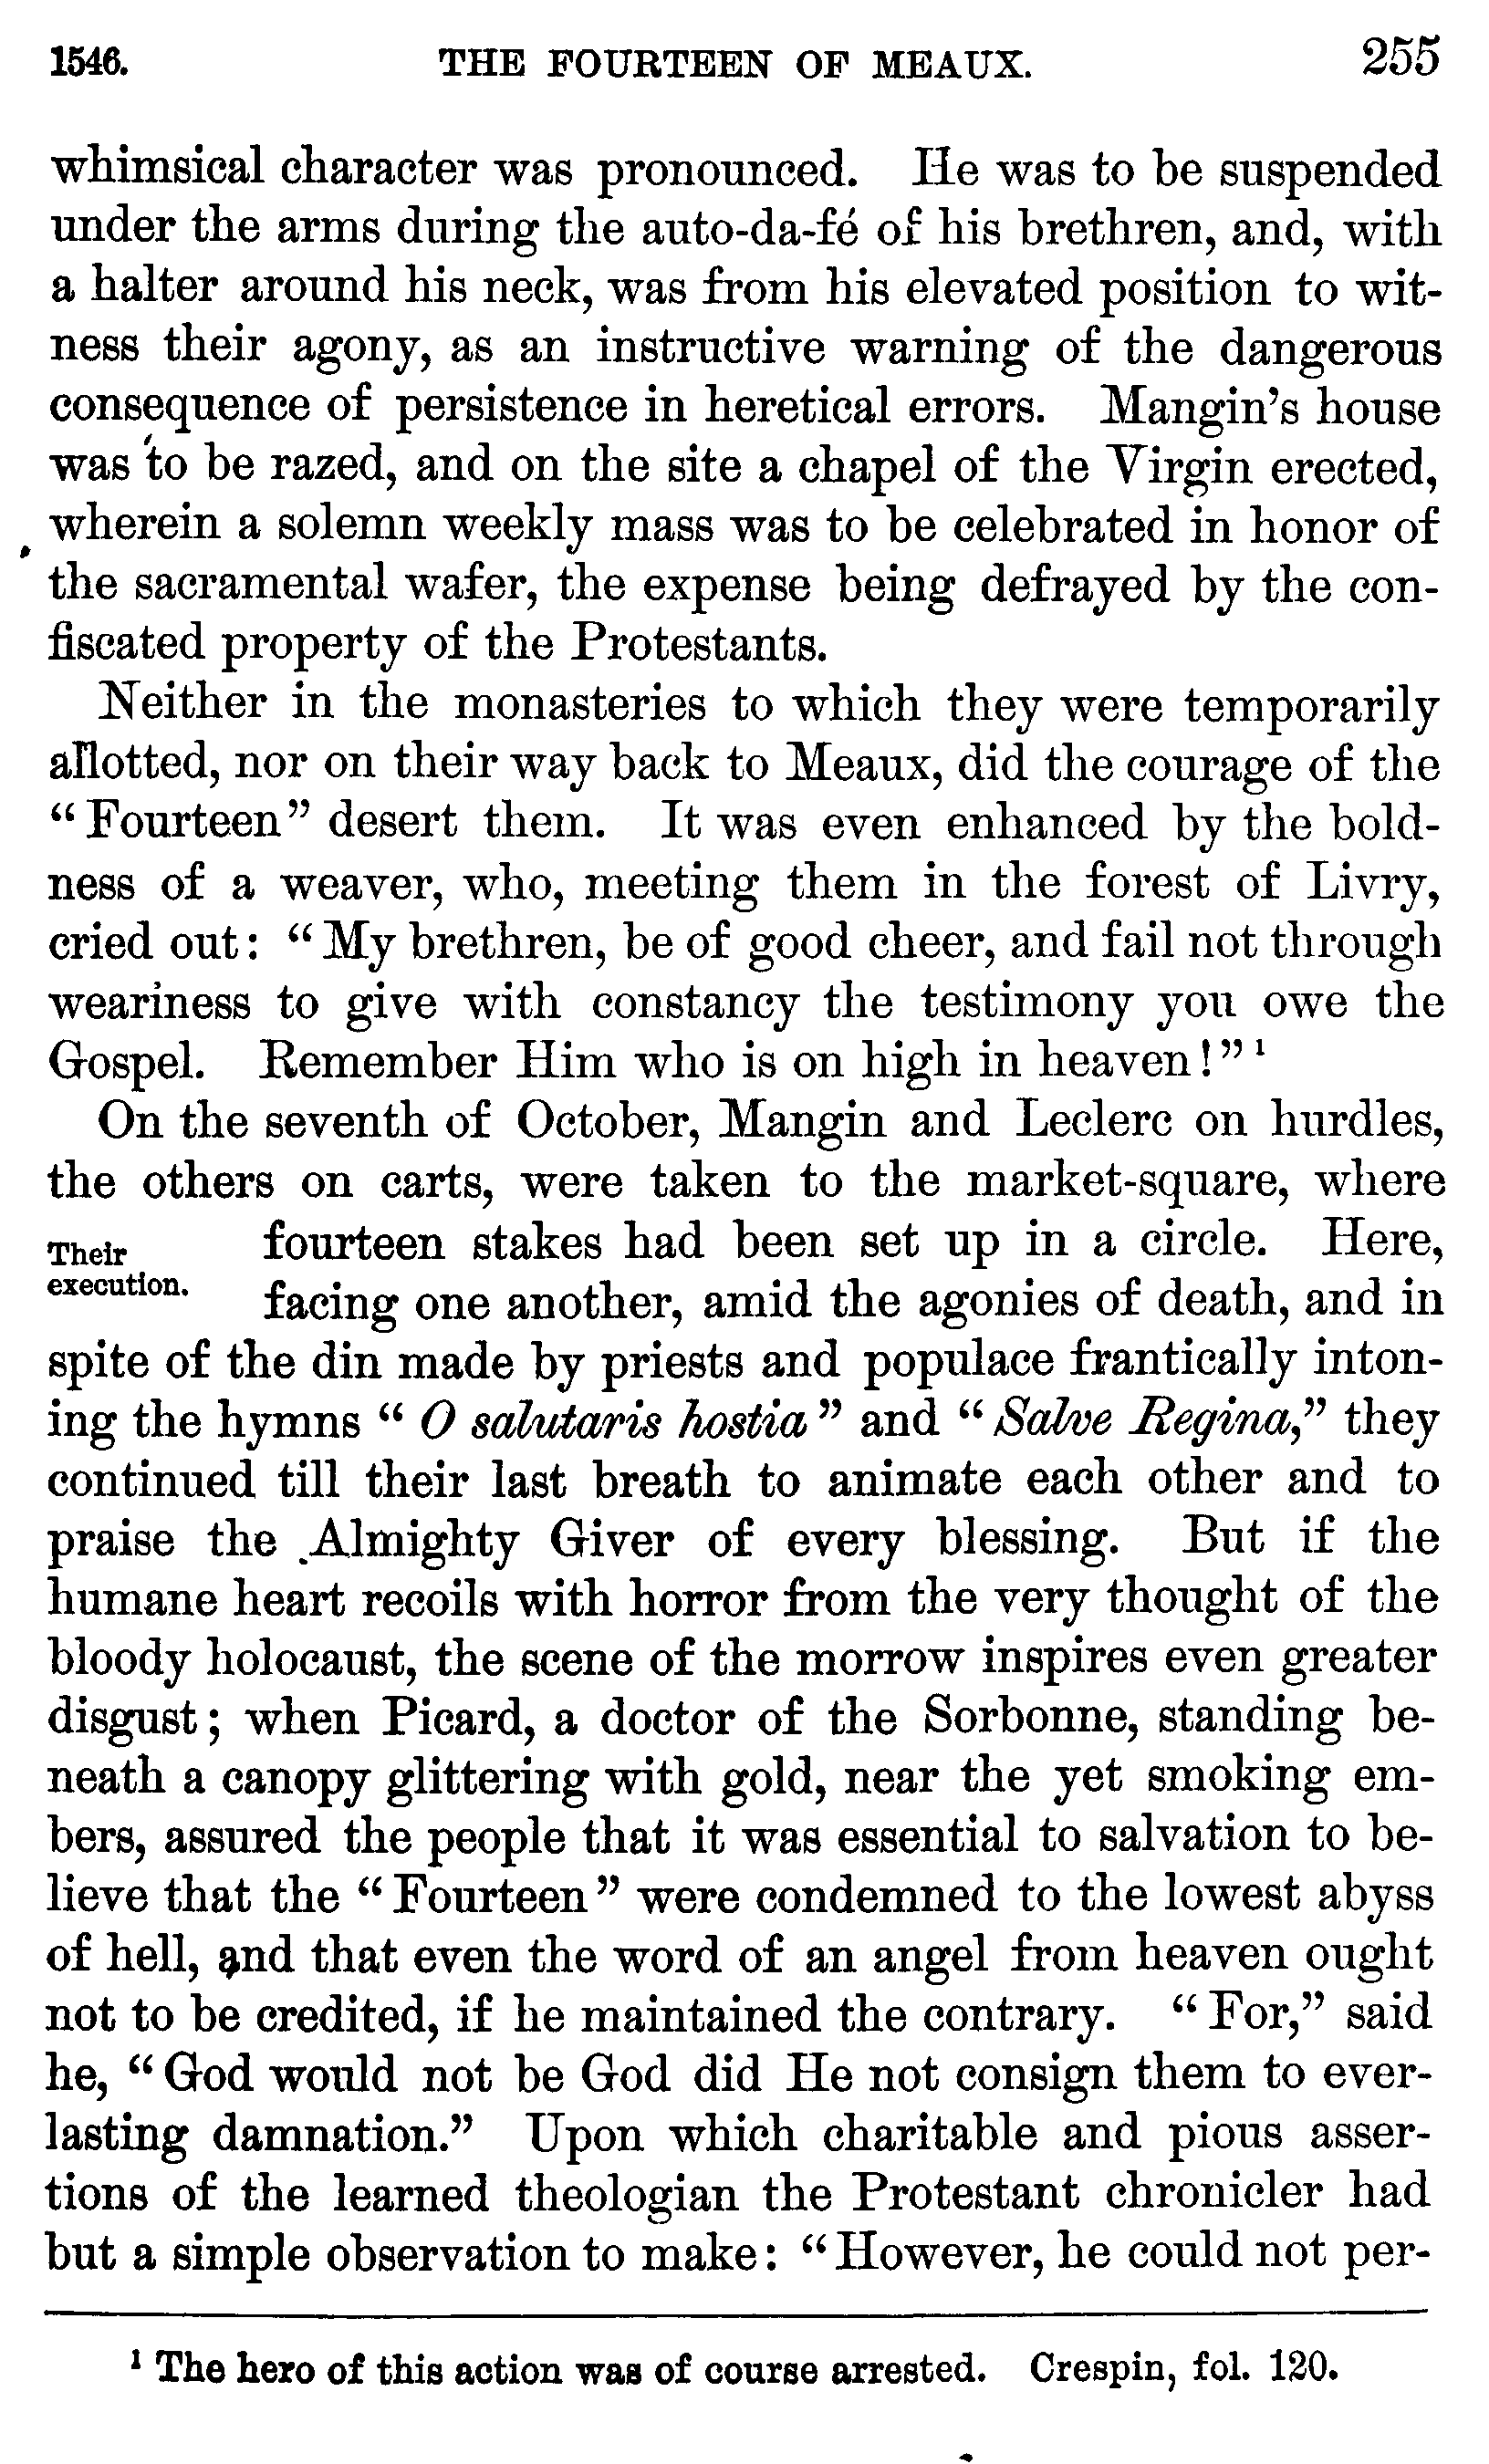 1546. THE FOURTEEN OF MEAUX. 255
whimsical character was pronounced. He was to be suspended
under the arms during the auto-da-fé of his brethren, and, with
a halter around his neck, was from his elevated position to wit-
ness their agony, as an instructive warning of the dangerous
consequence of persistence in heretical errors. Mangin's house
was to be razed, and on the site a chapel of the Virgin erected,
wherein a solemn weekly mass was to be celebrated in honor of
the sacramental wafer, the expense being defrayed by the con-
fiscated property of the Protestants.
Neither in the monasteries to which they were temporarily
allotted, nor on their way back to Meaux, did the courage of the
“Fourteen” desert them. It was even enhanced by the bold-
ness of a weaver, who, meeting them in the forest of Livry,
cried out: “My brethren, be of good cheer, and fail not through
weariness to give with constancy the testimony you owe the
Gospel. Remember Him who is on high in heaven!” ¹
On the seventh of October, Mangin and Leclerc on hurdles,
the others on carts, were taken to the market-square, where
Their
execution.
fourteen stakes had been set up in a circle. Here,
facing one another, amid the agonies of death, and in
spite of the din made by priests and populace frantically inton-
ing the hymns “O salutaris hostia” and “Salve Regina,” they
continued till their last breath to animate each other and to
praise the Almighty Giver of every blessing. But if the
humane heart recoils with horror from the very thought of the
bloody holocaust, the scene of the morrow inspires even greater
disgust; when Picard, a doctor of the Sorbonne, standing be-
neath a canopy glittering with gold, near the yet smoking em-
bers, assured the people that it was essential to salvation to be-
lieve that the “Fourteen” were condemned to the lowest abyss
of hell, and that even the word of an angel from heaven ought
not to be credited, if he maintained the contrary. “For,” said
he, “God would not be God did He not consign them to ever-
lasting damnation.” Upon which charitable and pious asser-
tions of the learned theologian the Protestant chronicler had
but a simple observation to make: “However, he could not per-
¹ The hero of this action was of course arrested. Crespin, fol. 120.